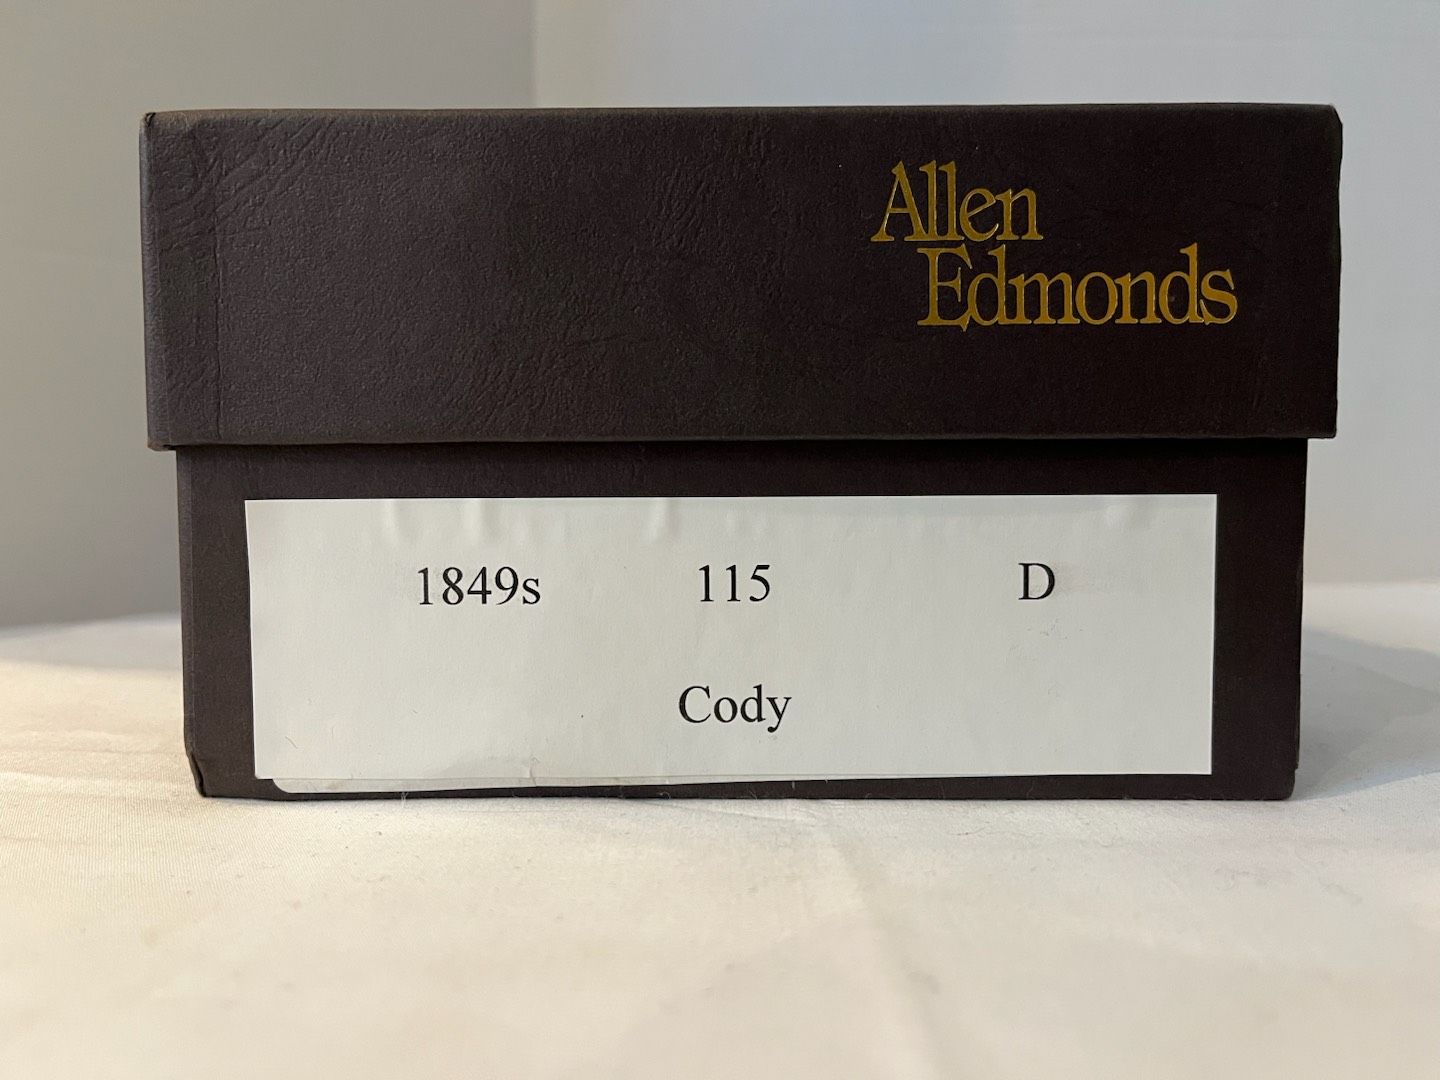 Allen
Edmonds
1849s 115 D
Cody